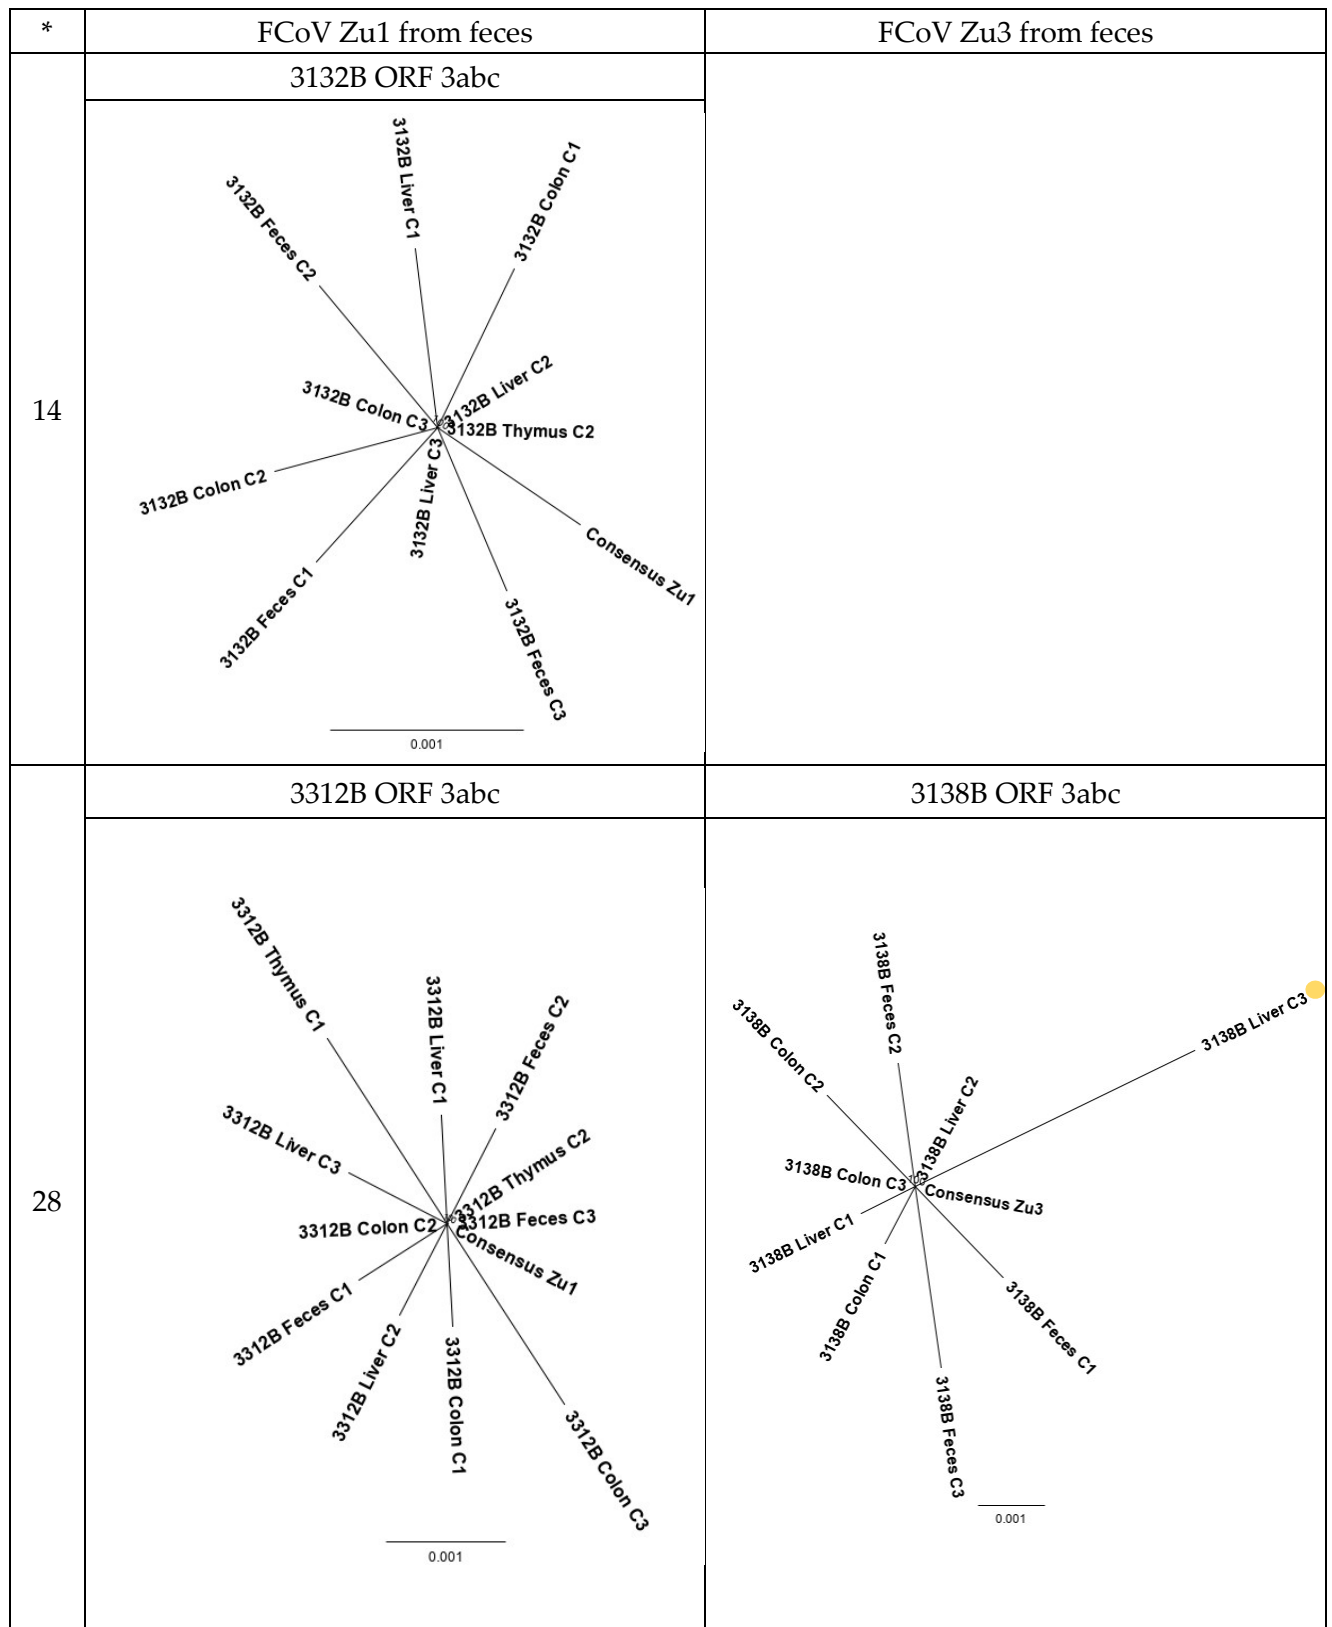 *
FCoV Zu1 from feces
FCoV Zu3 from feces
14
3132B ORF 3abc
3132B Liver C1
3132B Colon C1
3132B Feces C2
3132B Liver C2
3132B Colon C3
3132B Thymus C2
3132B Liver C3
3132B Colon C2
Consensus Zu1
3132B Feces C1
3132B Feces C3
0.001
28
3312B ORF 3abc
3312B Thymus C1
3312B Liver C1
3312B Feces C2
3312B Liver C3
3312B Thymus C2
3312B Colon C2
3312B Feces C3
Consensus Zu1
3312B Feces C1
3312B Liver C2
3312B Colon C1
3312B Colon C3
0.001
3138B ORF 3abc
3138B Feces C2
3138B Colon C2
3138B Liver C3
3138B Liver C2
3138B Colon C3
Consensus Zu3
3138B Liver C1
3138B Colon C1
3138B Feces C1
3138B Feces C3
0.001